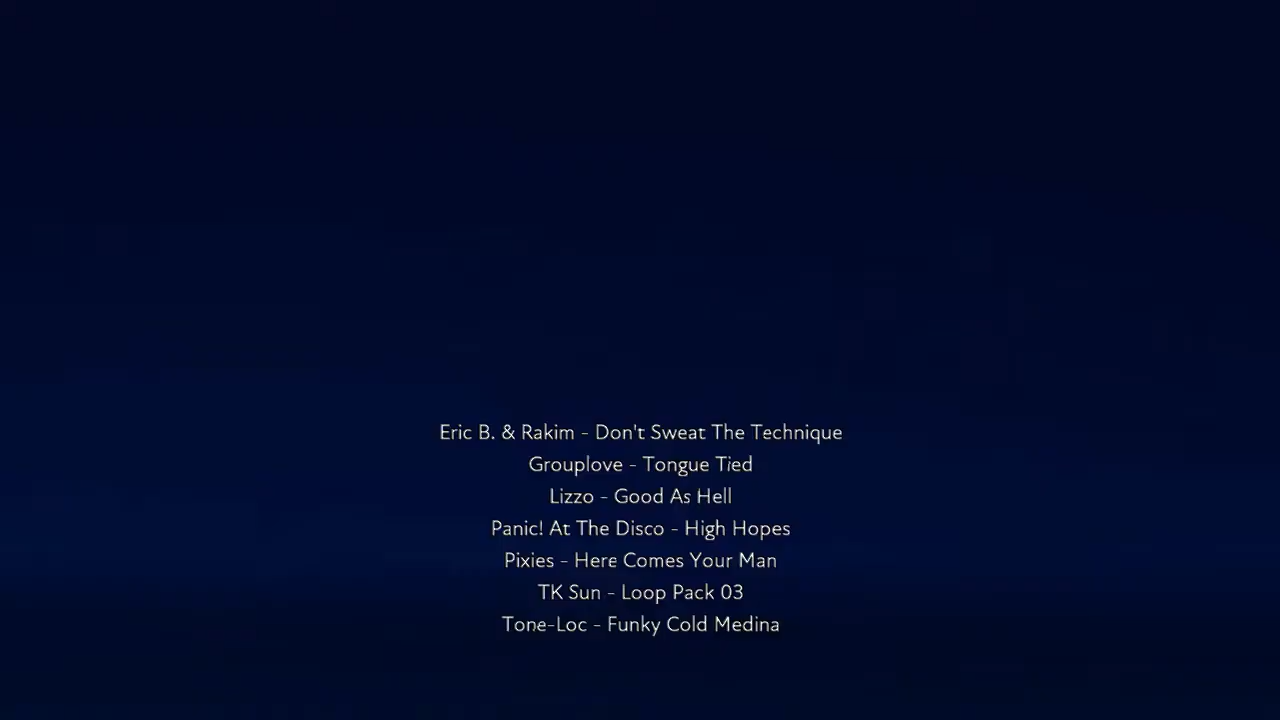 Eric B. & Rakim - Don't Sweat The Technique
Grouplove - Tongue Tied
Lizzo - Good As Hell
Panic! At The Disco - High Hopes
Pixies - Here Comes Your Man
TK Sun - Loop Pack 03
Tone-Loc - Funky Cold Medina